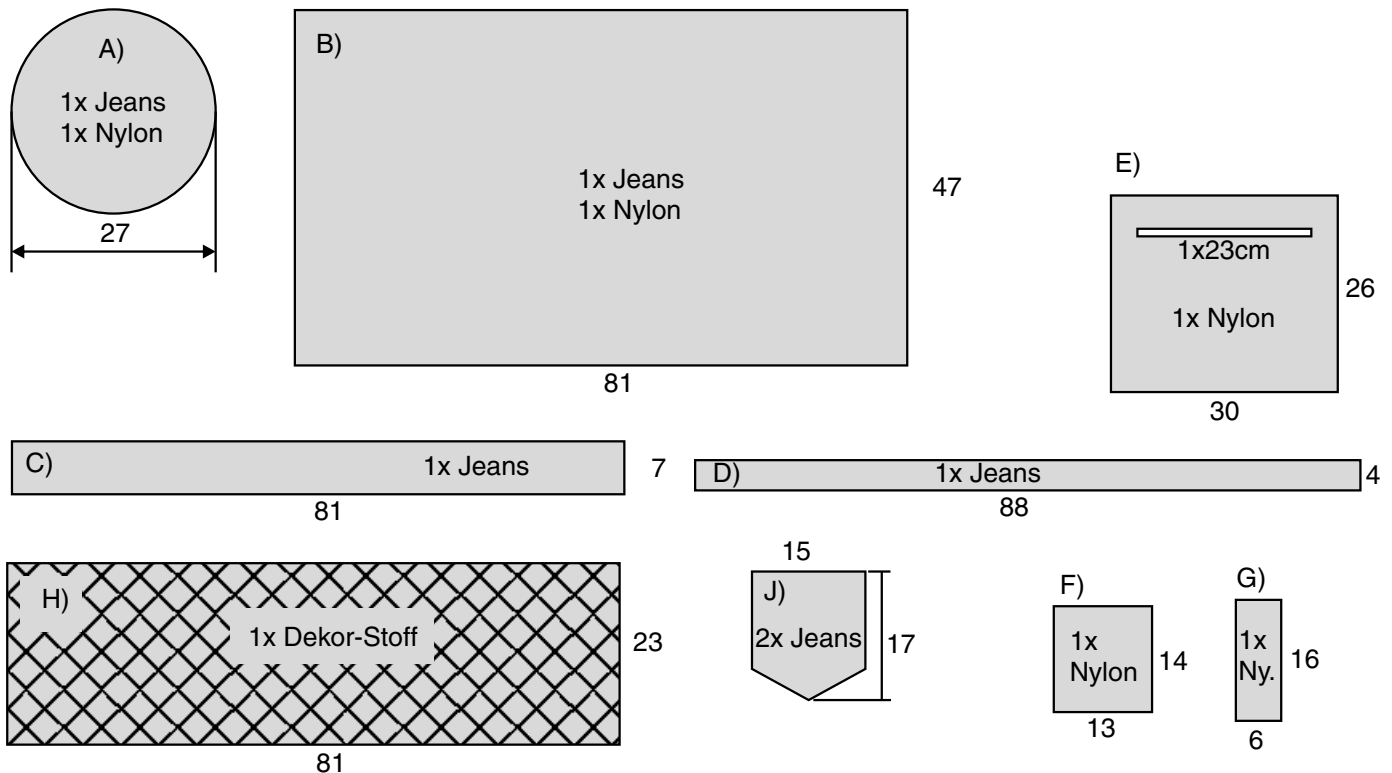 A)
1x Jeans
1x Nylon
27
B)
1x Jeans
1x Nylon
47
81
E)
1x23cm
1x Nylon
26
30
C)
1x Jeans
7
81
D)
1x Jeans
4
88
H)
1x Dekor-Stoff
23
81
15
J)
2x Jeans
17
F)
1x
Nylon
14
13
G)
1x
Ny.
16
6